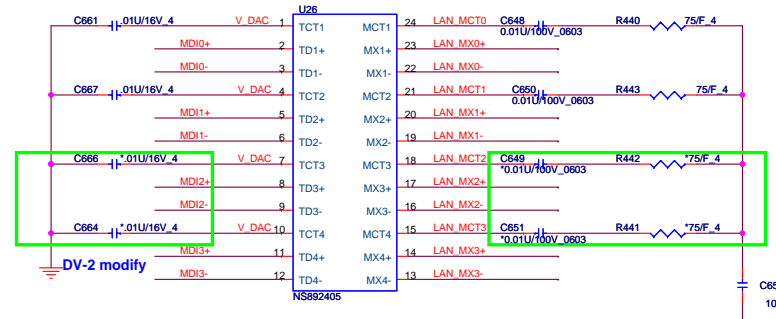 U26
C661 .01U/16V_4 V_DAC 1 TCT1 MCT1 24 LAN_MCT0 C648 R440 75/F_4
0.01U/100V_0603
MDI0+ 2 TD1+ MX1+ 23 LAN_MX0+
MDI0- 3 TD1- MX1- 22 LAN_MX0-
C667 .01U/16V_4 V_DAC 4 TCT2 MCT2 21 LAN_MCT1 C650 R443 75/F_4
0.01U/100V_0603
MDI1+ 5 TD2+ MX2+ 20 LAN_MX1+
MDI1- 6 TD2- MX2- 19 LAN_MX1-
C666 *.01U/16V_4 V_DAC 7 TCT3 MCT3 18 LAN_MCT2 C649 R442 *75/F_4
*0.01U/100V_0603
MDI2+ 8 TD3+ MX3+ 17 LAN_MX2+
MDI2- 9 TD3- MX3- 16 LAN_MX2-
C664 *.01U/16V_4 V_DAC 10 TCT4 MCT4 15 LAN_MCT3 C651 R441 *75/F_4
*0.01U/100V_0603
MDI3+ 11 TD4+ MX4+ 14 LAN_MX3+
DV-2 modify
MDI3- 12 TD4- MX4- 13 LAN_MX3-
NS892405